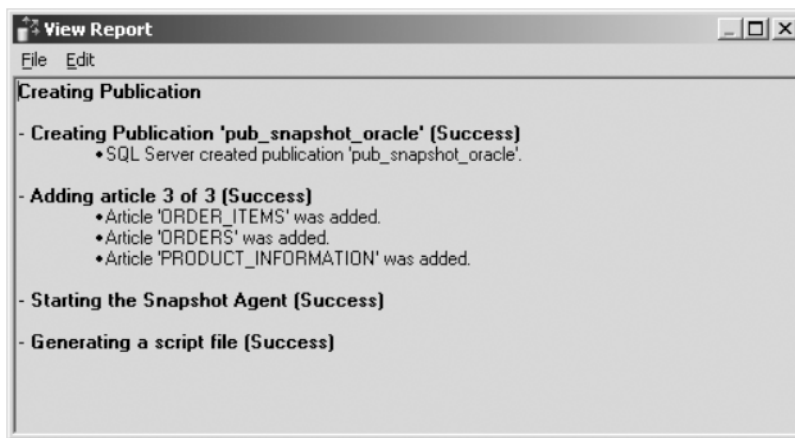 View Report
File Edit
Creating Publication
- Creating Publication 'pub_snapshot_oracle' (Success)
• SQL Server created publication 'pub_snapshot_oracle'.
- Adding article 3 of 3 (Success)
• Article 'ORDER_ITEMS' was added.
• Article 'ORDERS' was added.
• Article 'PRODUCT_INFORMATION' was added.
- Starting the Snapshot Agent (Success)
- Generating a script file (Success)